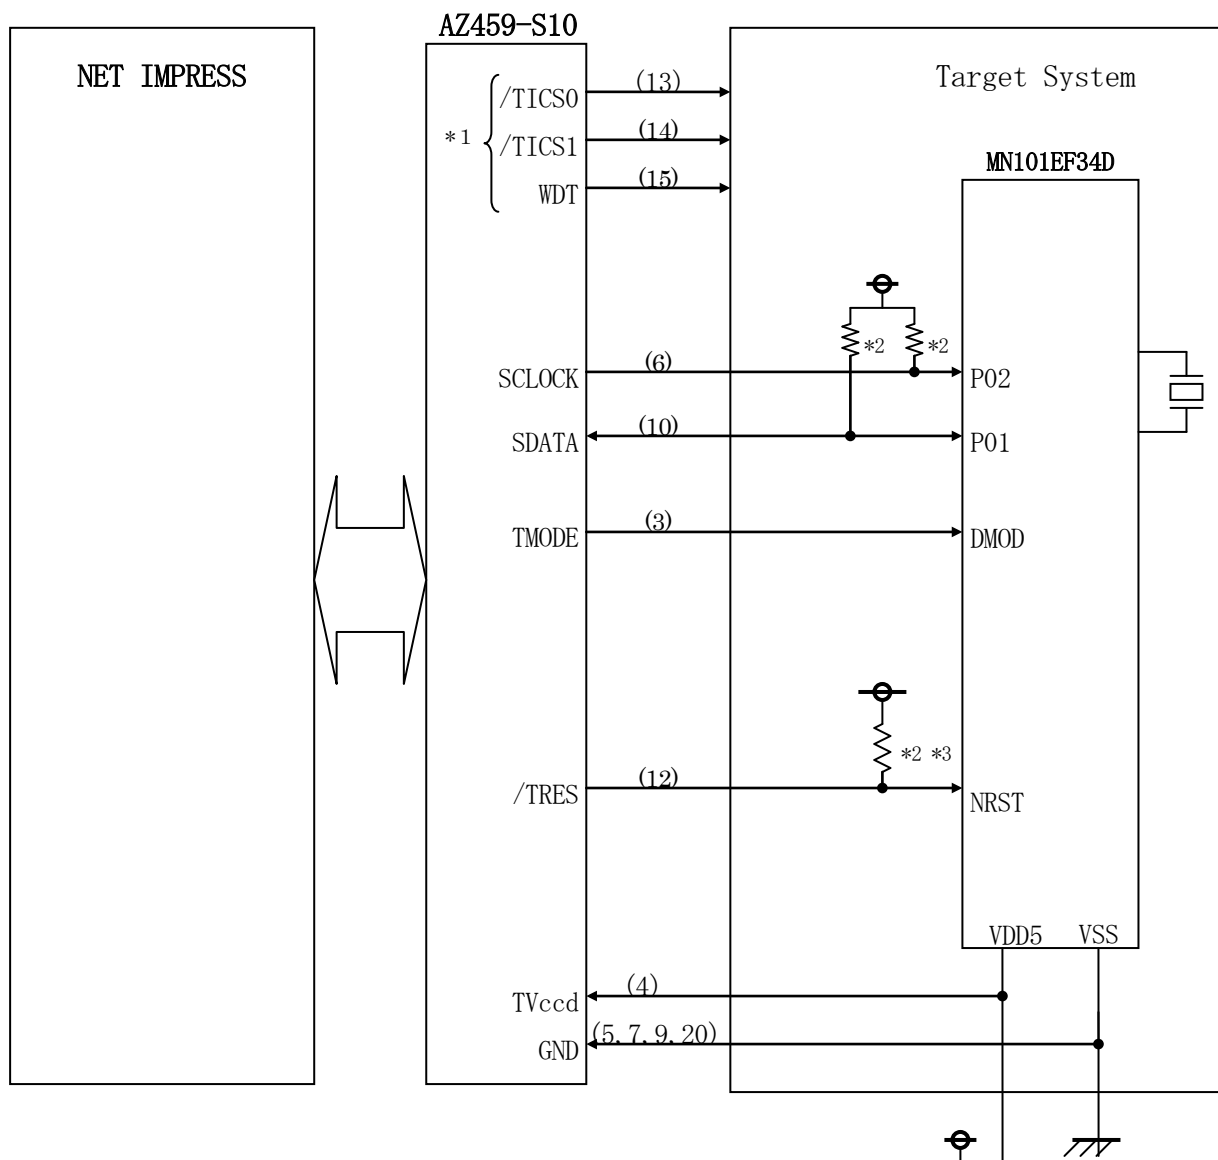 AZ459-S10
NET IMPRESS
Target System
/TICS0
(13)
*1
/TICS1
(14)
WDT
(15)
MN101EF34D
*2
*2
SCLOCK
(6)
P02
SDATA
(10)
P01
TMODE
(3)
DMOD
*2 *3
/TRES
(12)
NRST
VDD5
VSS
TVccd
(4)
GND
(5,7,9,20)